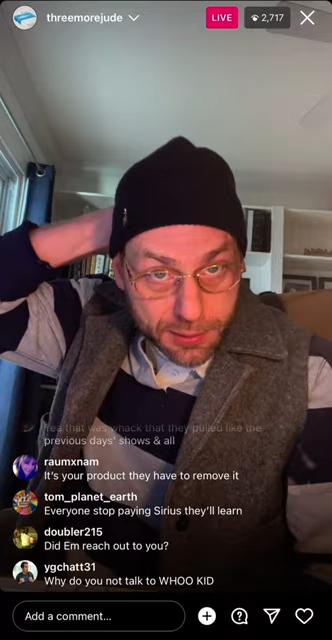 threemorejude
LIVE
2,717
Yea that was whack that they pulled like the
previous days' shows & all
raumxnam
It's your product they have to remove it
tom_planet_earth
Everyone stop paying Sirius they'll learn
doubler215
Did Em reach out to you?
ygchatt31
Why do you not talk to WHOO KID
Add a comment...